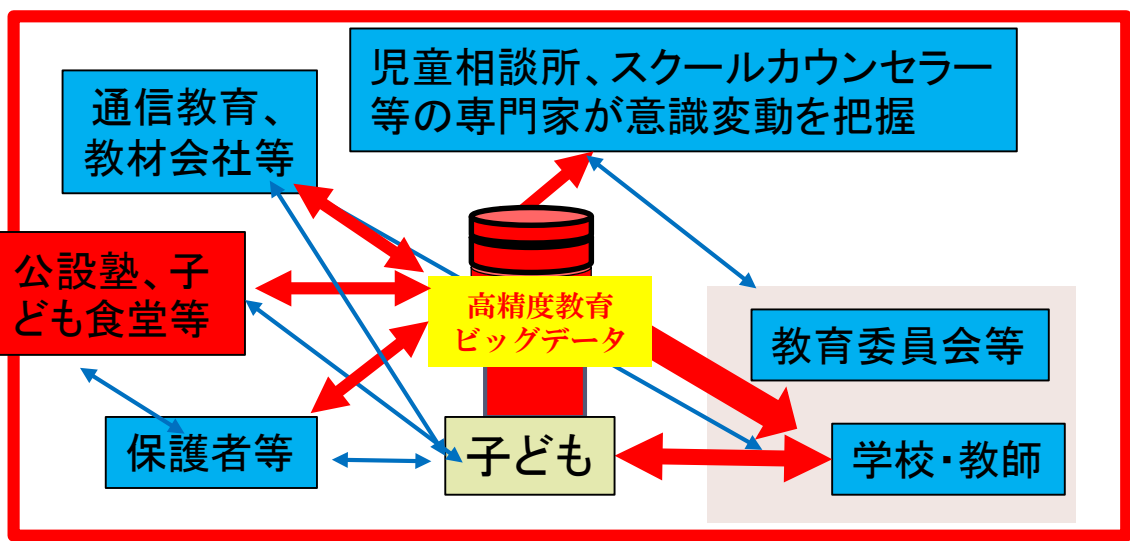 児童相談所、スクールカウンセラー
等の専門家が意識変動を把握
通信教育、
教材会社等
公設塾、子
ども食堂等
高精度教育
ビッグデータ
教育委員会等
保護者等
子ども
学校・教師